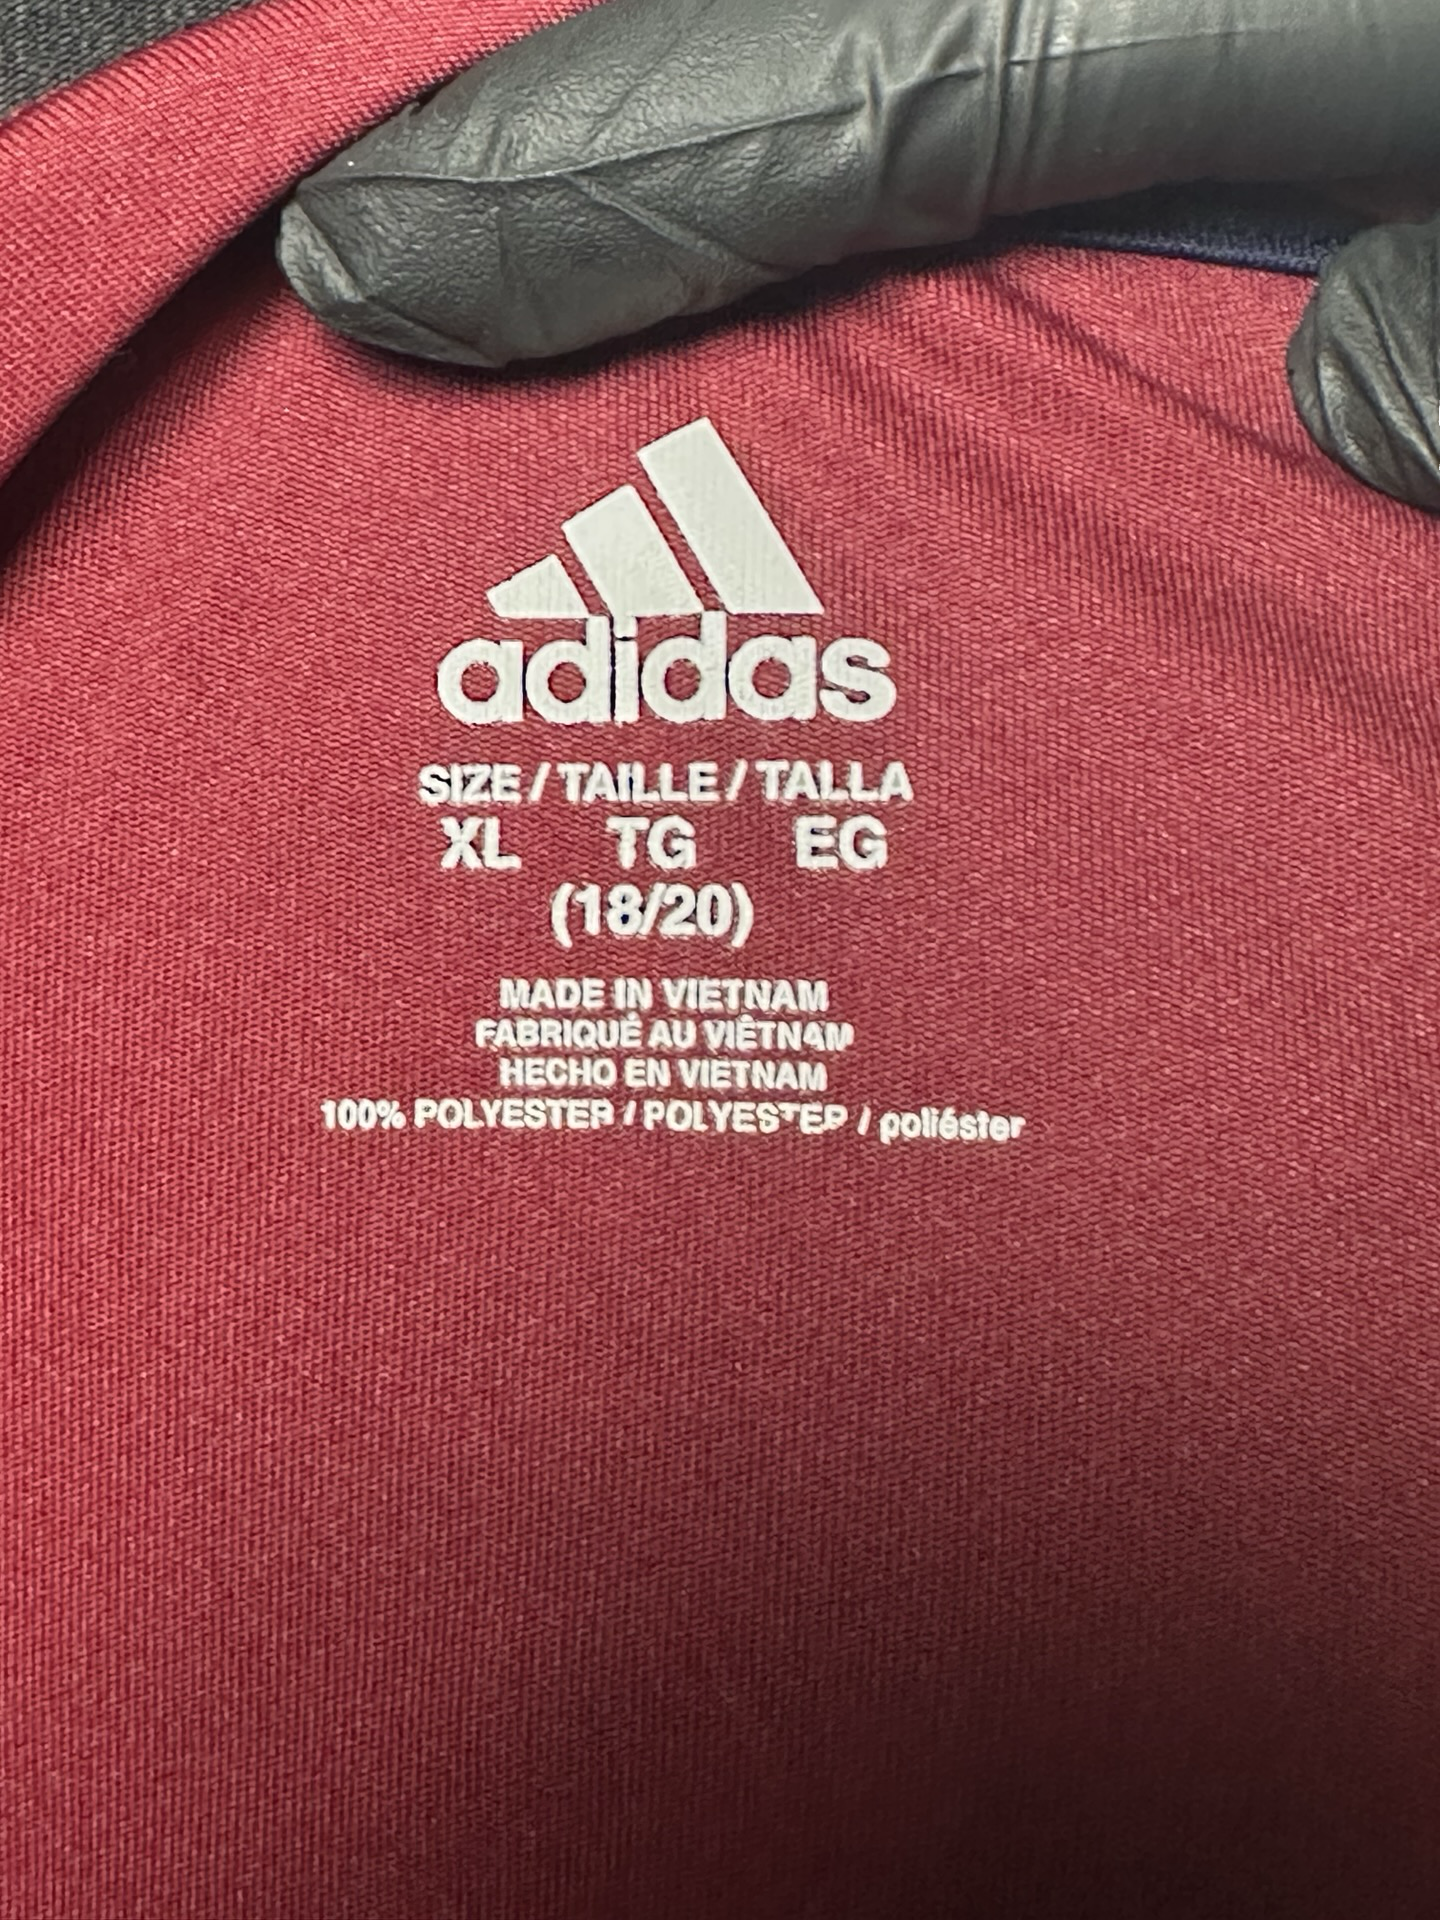 adidas
SIZE / TAILLE / TALLA
XL TG EG
(18/20)
MADE IN VIETNAM
FABRIQUÉ AU VIÊTNAM
HECHO EN VIETNAM
100% POLYESTER / POLYESTER / poliéster